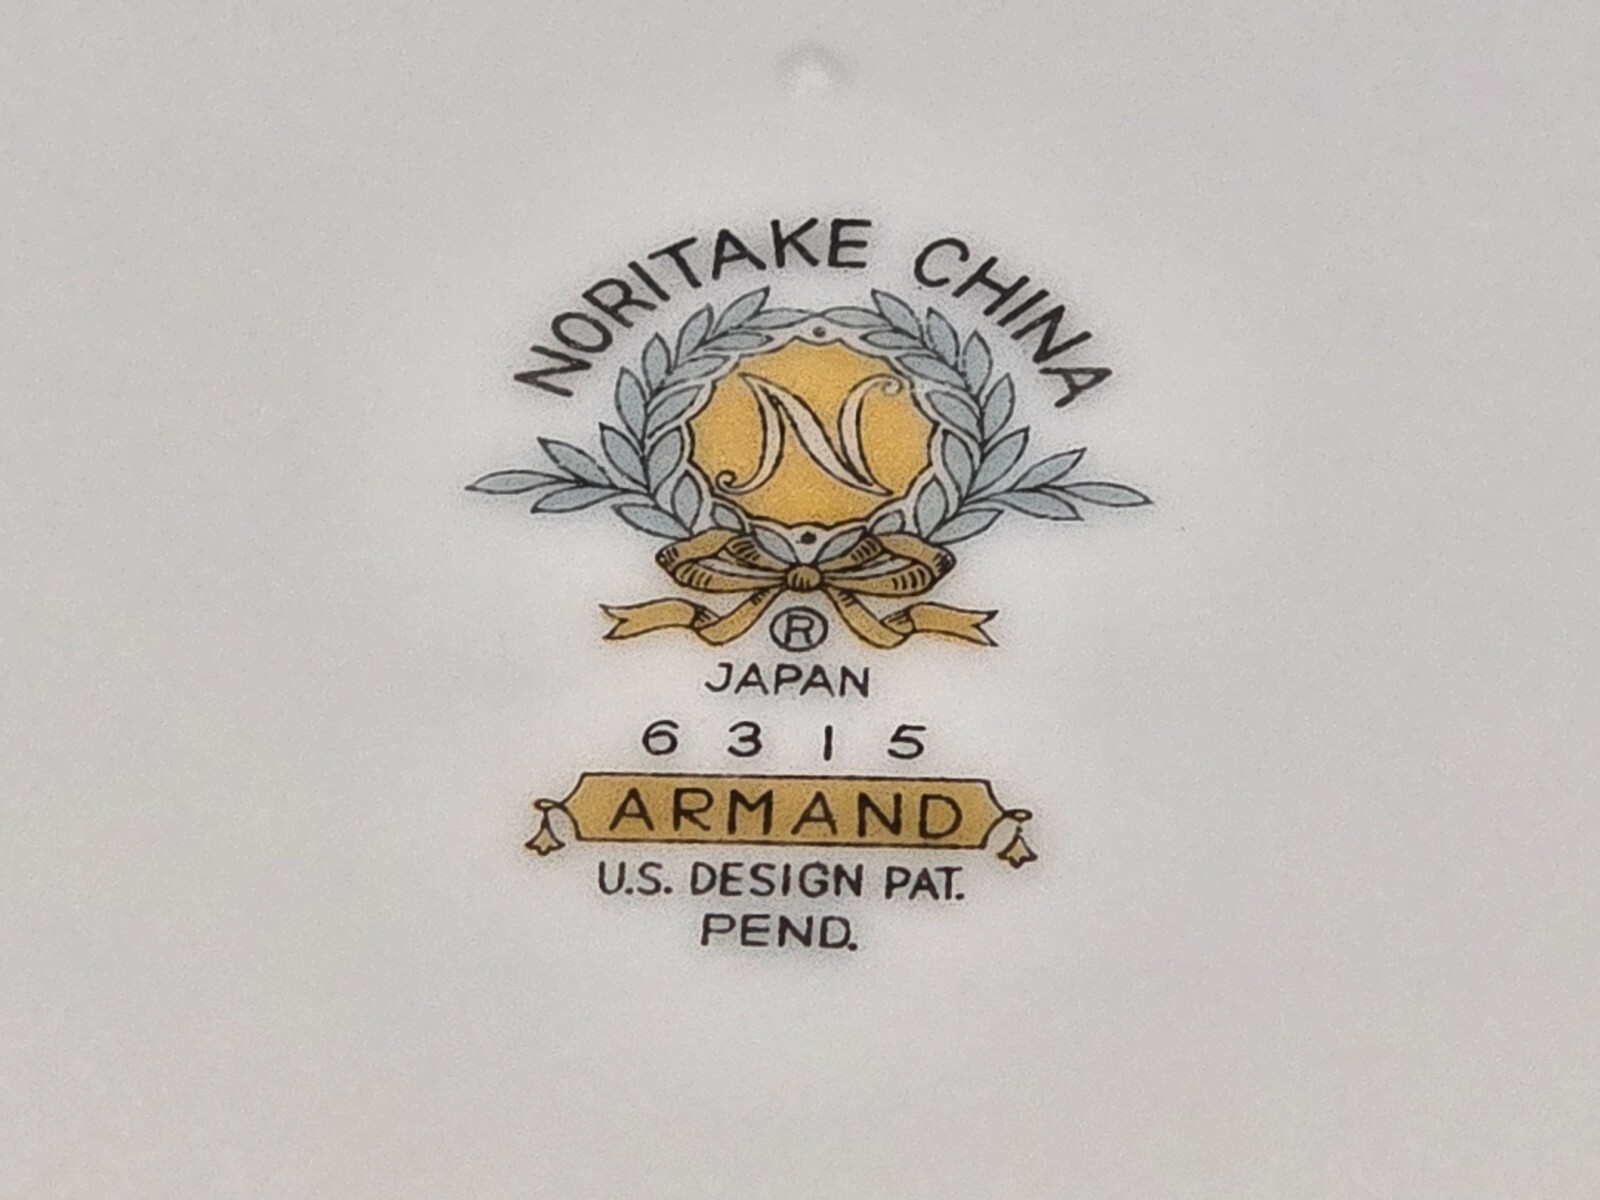 NORITAKE CHINA
N
®
JAPAN
6315
ARMAND
U.S. DESIGN PAT.
PEND.